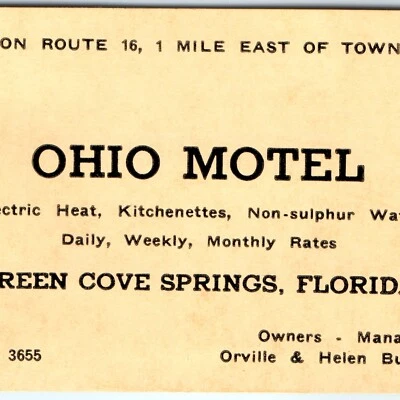 ON ROUTE 16, 1 MILE EAST OF TOWN
OHIO MOTEL
ectric Heat, Kitchenettes, Non-sulphur Wat
Daily, Weekly, Monthly Rates
REEN COVE SPRINGS, FLORIDA
Owners - Mana
3655 Orville & Helen Bu